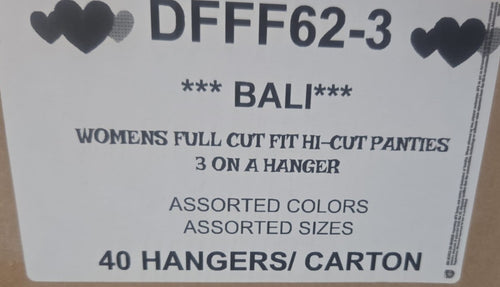 DFFF62-3
*** BALI***
WOMENS FULL CUT FIT HI-CUT PANTIES
3 ON A HANGER
ASSORTED COLORS
ASSORTED SIZES
40 HANGERS/ CARTON